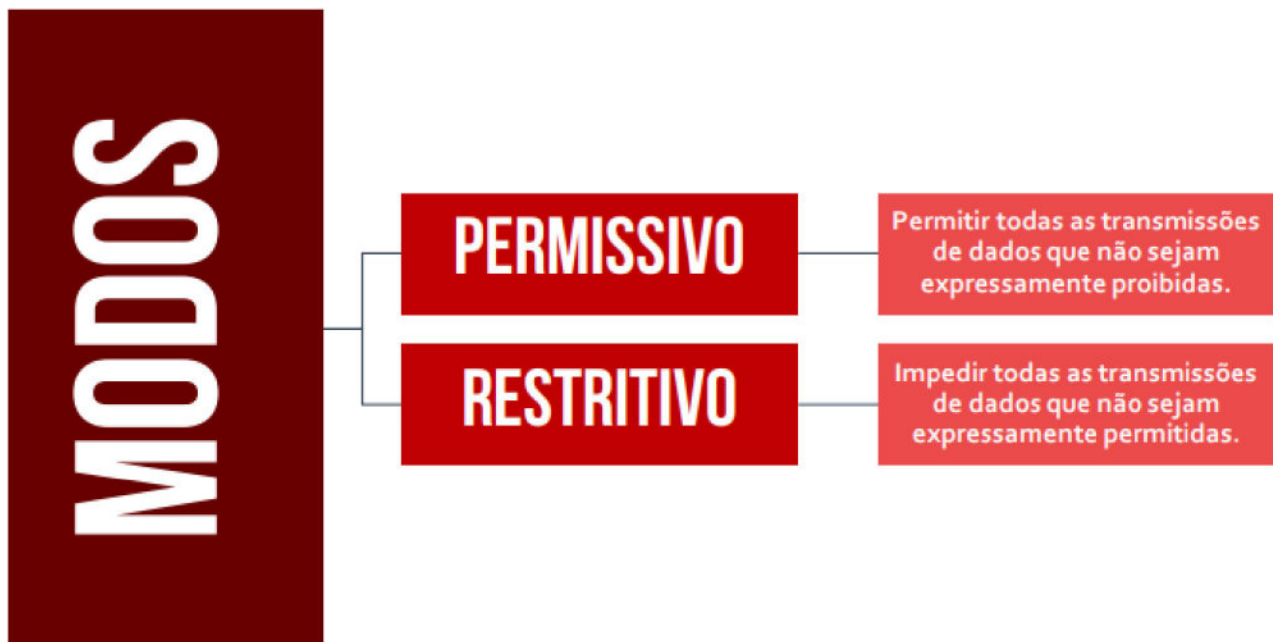 MODOS
PERMISSIVO
Permitir todas as transmissões
de dados que não sejam
expressamente proibidas.
RESTRITIVO
Impedir todas as transmissões
de dados que não sejam
expressamente permitidas.